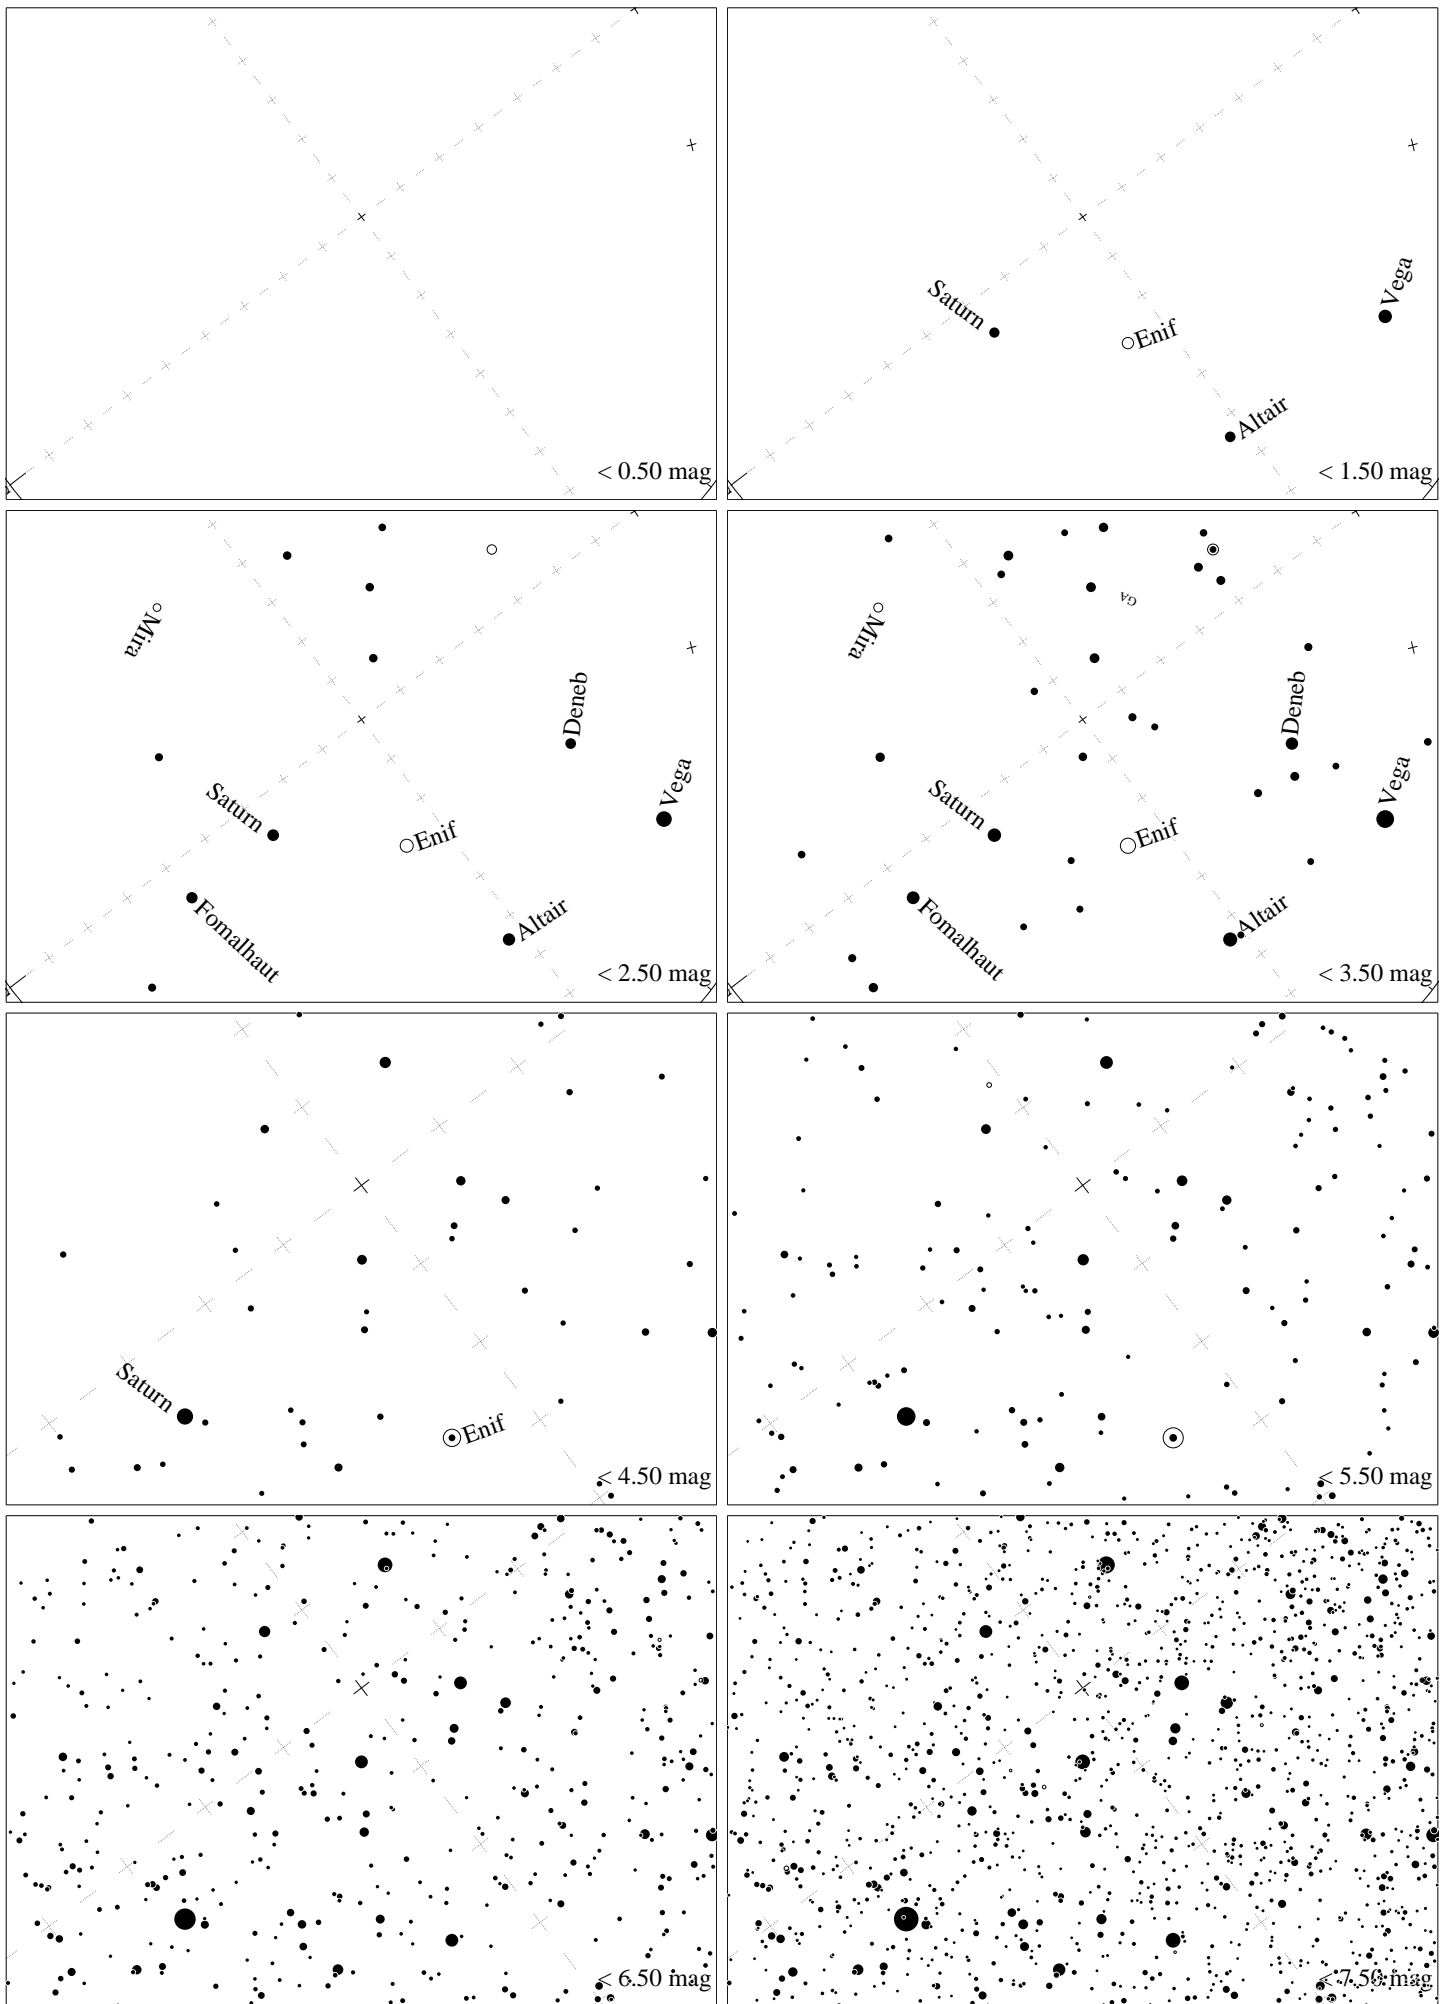 < 0.50 mag
Saturn
Enif
Vega
Altair
< 1.50 mag
Mira
Deneb
Saturn
Enif
Vega
Fomalhaut
Altair
< 2.50 mag
GA
Mira
Deneb
Saturn
Enif
Vega
Fomalhaut
Altair
< 3.50 mag
Saturn
Enif
< 4.50 mag
< 5.50 mag
< 6.50 mag
< 7.50 mag